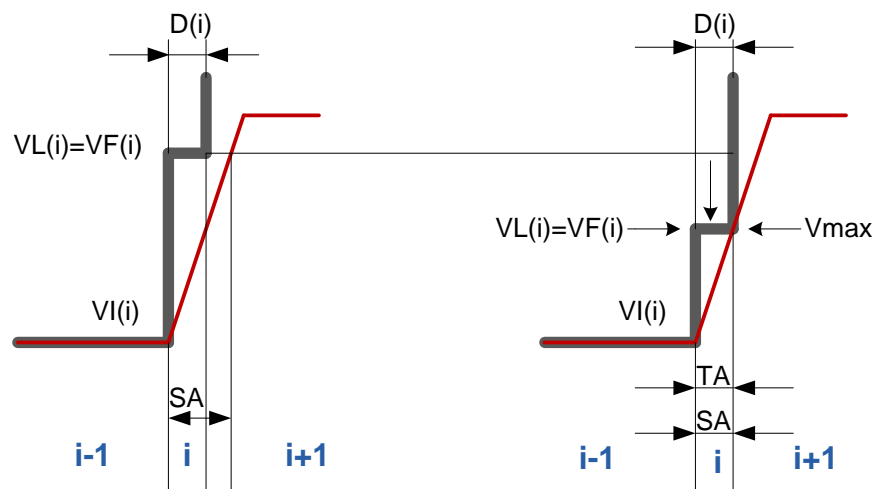 D(i)
D(i)
VL(i)=VF(i)
VL(i)=VF(i)
Vmax
VI(i)
VI(i)
TA
SA
SA
i-1
i
i+1
i-1
i
i+1